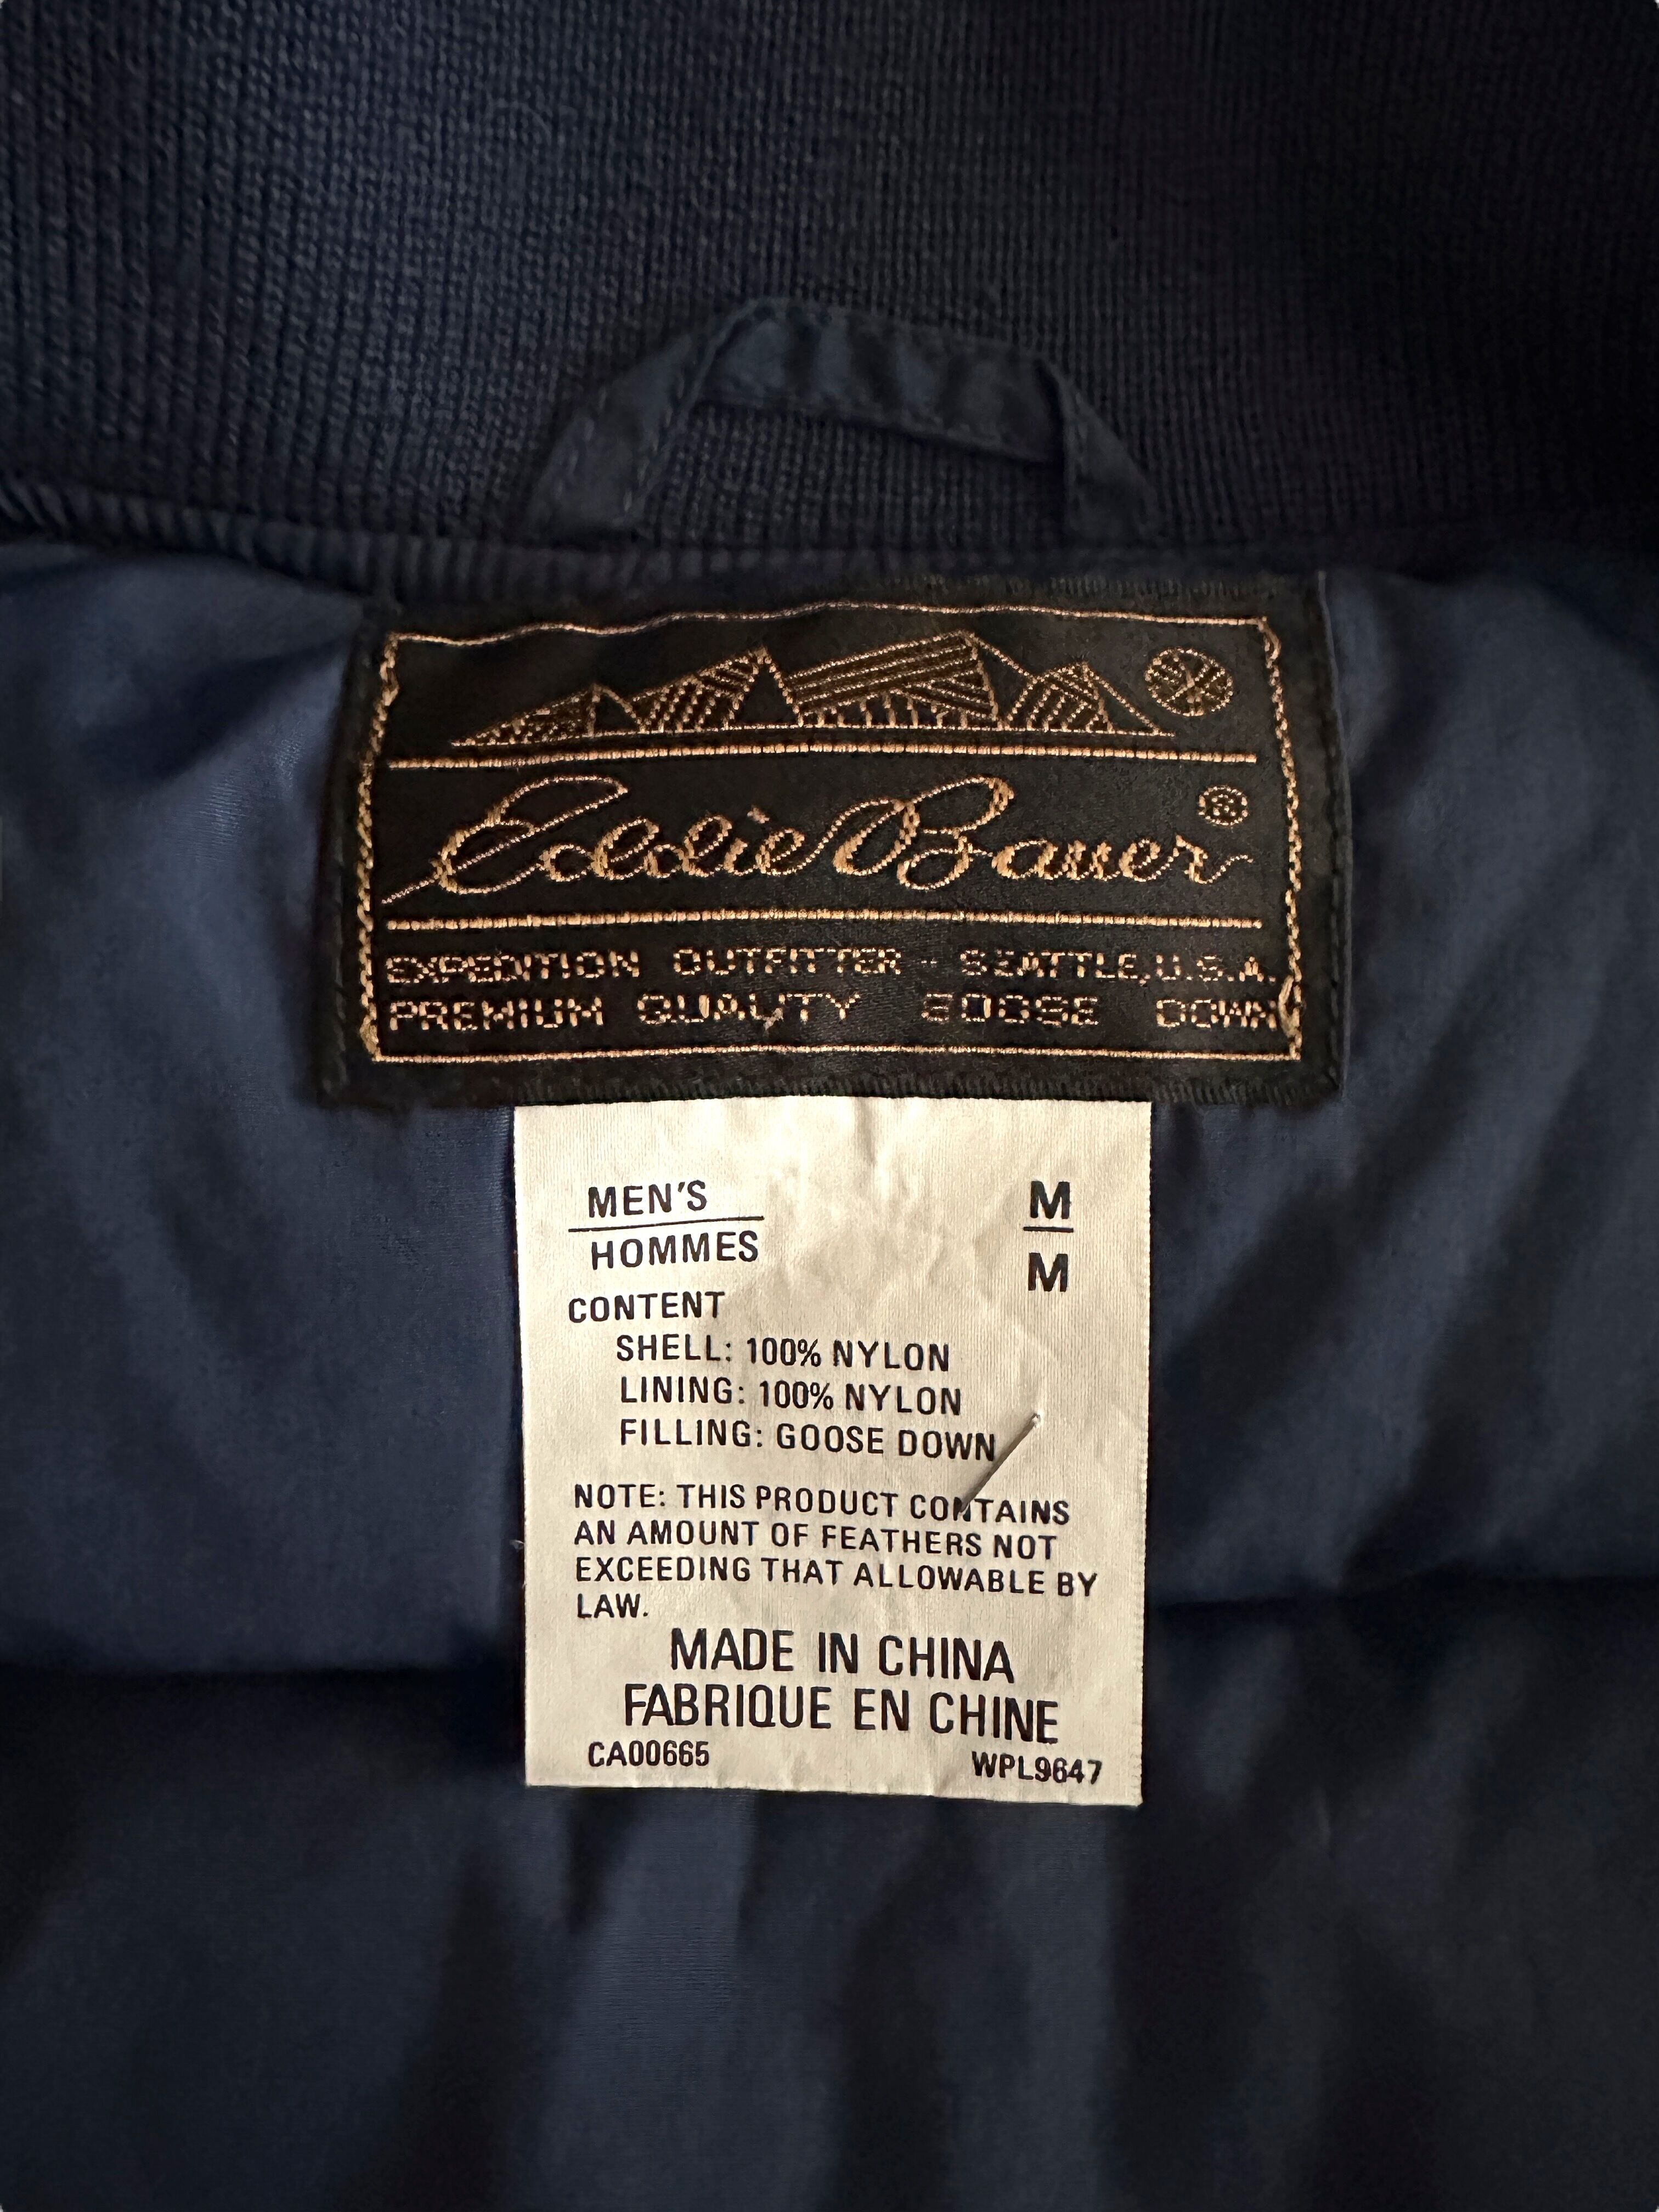 Eddie Bauer®
EXPEDITION OUTFITTER - SEATTLE, U.S.A.
PREMIUM QUALITY GOOSE DOWN
MEN'S M
HOMMES M
CONTENT
SHELL: 100% NYLON
LINING: 100% NYLON
FILLING: GOOSE DOWN
NOTE: THIS PRODUCT CONTAINS
AN AMOUNT OF FEATHERS NOT
EXCEEDING THAT ALLOWABLE BY
LAW.
MADE IN CHINA
FABRIQUE EN CHINE
CA00665 WPL9647